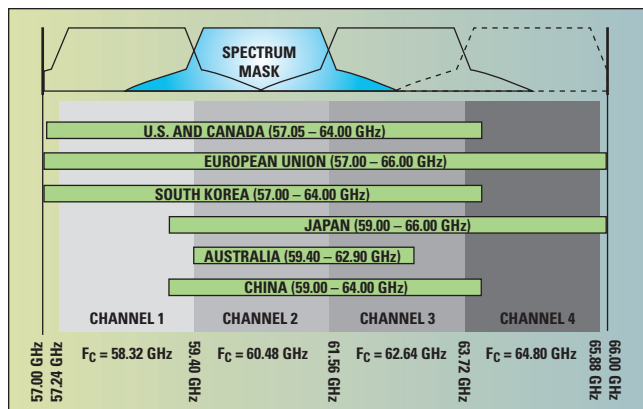 SPECTRUM
MASK
U.S. AND CANADA (57.05 – 64.00 GHz)
EUROPEAN UNION (57.00 – 66.00 GHz)
SOUTH KOREA (57.00 – 64.00 GHz)
JAPAN (59.00 – 66.00 GHz)
AUSTRALIA (59.40 – 62.90 GHz)
CHINA (59.00 – 64.00 GHz)
CHANNEL 1 CHANNEL 2 CHANNEL 3 CHANNEL 4
57.00 GHz
57.24 GHz
FC = 58.32 GHz
59.40 GHz
FC = 60.48 GHz
61.56 GHz
FC = 62.64 GHz
63.72 GHz
FC = 64.80 GHz
65.88 GHz
66.00 GHz